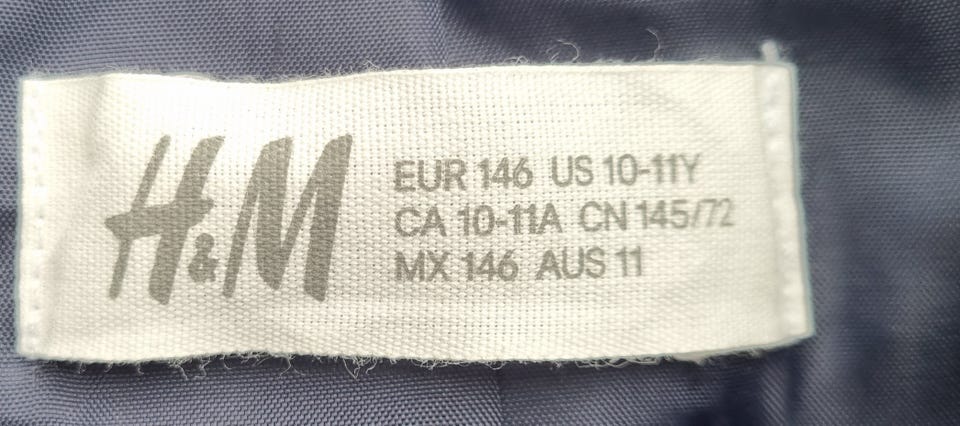 H&M
EUR 146 US 10-11Y
CA 10-11A CN 145/72
MX 146 AUS 11